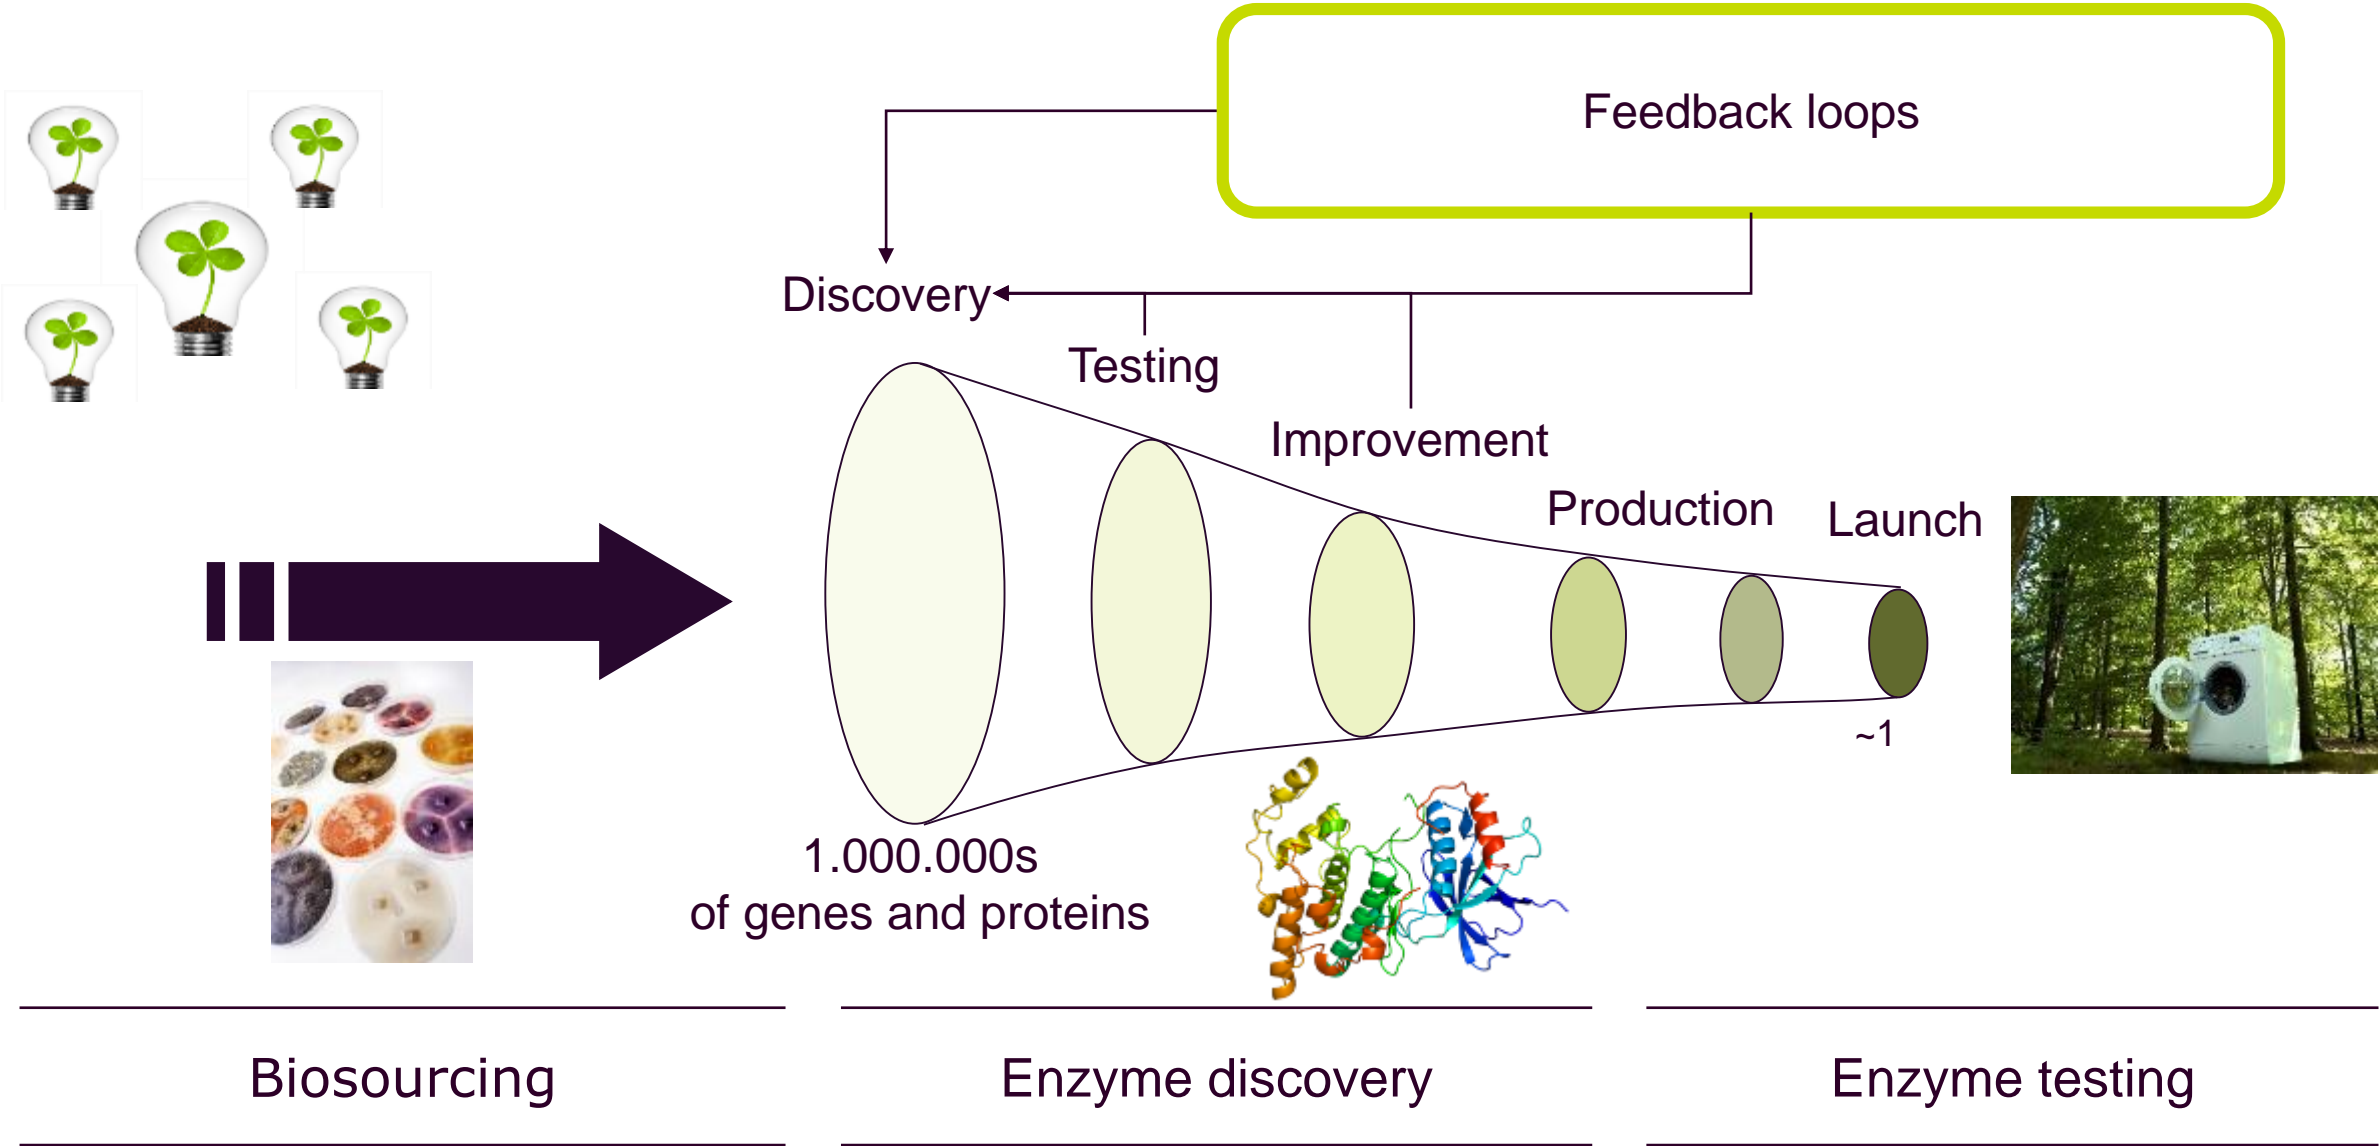 Feedback loops
Discovery
Testing
Improvement
Production
Launch
~1
1.000.000s
of genes and proteins
Biosourcing
Enzyme discovery
Enzyme testing